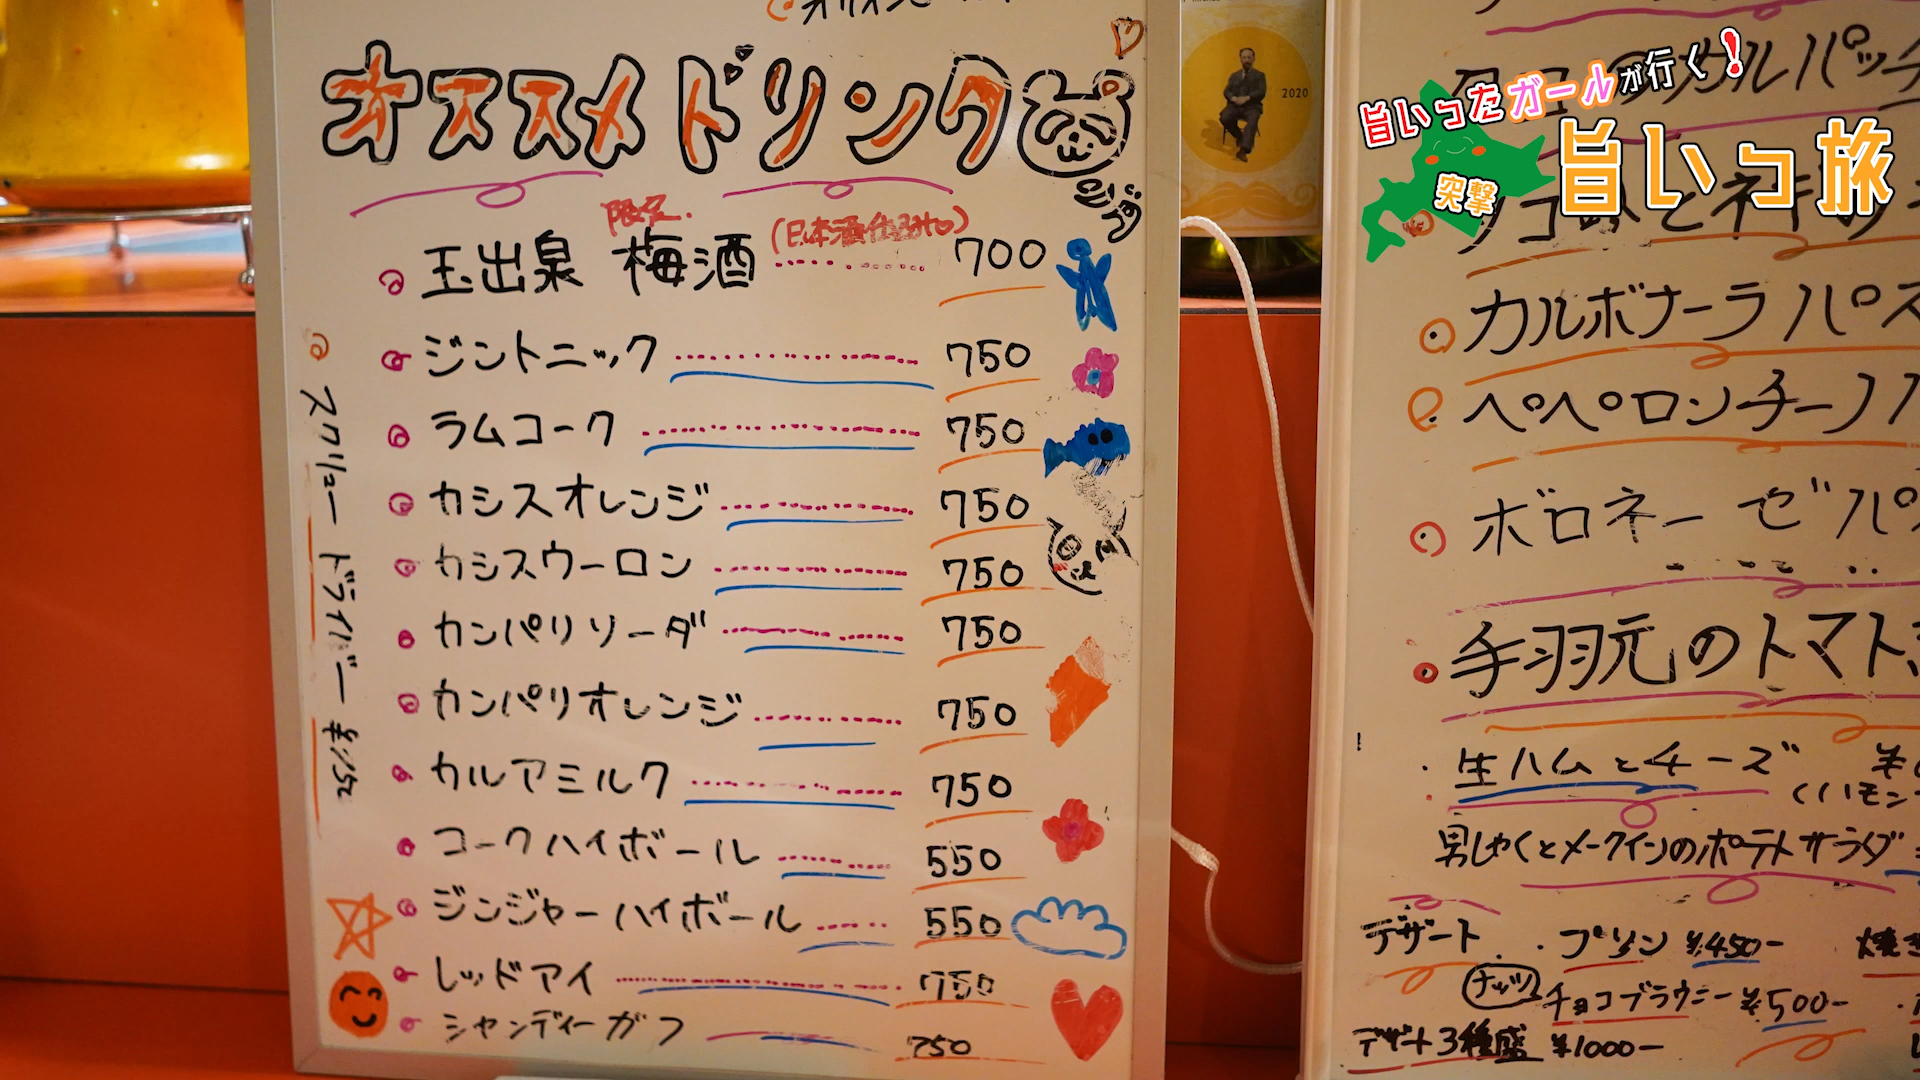 オススメドリンク
パンダ
限定.
(日本酒仕込み)
玉出泉 梅酒 700
ジントニック 750
ラムコーク 750
カシスオレンジ 750
カシスウーロン 750
カンパリソーダ 750
カンパリオレンジ 750
カルアミルク 750
コークハイボール 550
ジンジャーハイボール 550
レッドアイ 750
シャンディーガフ 750
スクリュードライバー
2020
旨いったガールが行く!
突撃
旨いっ旅
カルボナーラパス
ペペロンチーノパ
ボロネーゼパ
手羽元のトマト
・生ハムとチーズ ¥
(ハモン
男しゃくとメークインのポテトサラダ
デザート ・プリン ¥450-
ナッツ チョコブラウニー ¥500-
デザート3種盛 ¥1000-